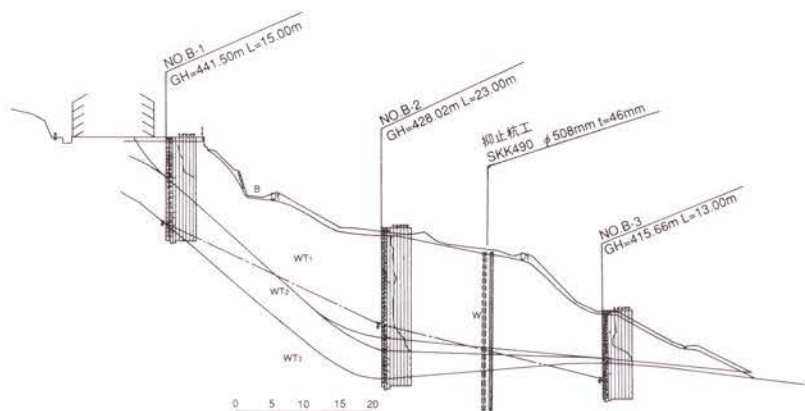 NO.B-1
GH=441.50m L=15.00m
NO.B-2
GH=428.02m L=23.00m
抑止杭工
SKK490 φ508mm t=46mm
NO.B-3
GH=415.66m L=13.00m
B
WT1
WT2
W
WT3
0 5 10 15 20